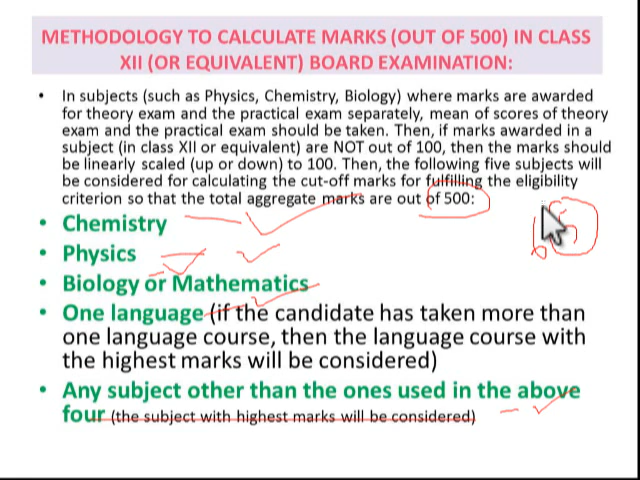 METHODOLOGY TO CALCULATE MARKS (OUT OF 500) IN CLASS
XII (OR EQUIVALENT) BOARD EXAMINATION:
• In subjects (such as Physics, Chemistry, Biology) where marks are awarded
for theory exam and the practical exam separately, mean of scores of theory
exam and the practical exam should be taken. Then, if marks awarded in a
subject (in class XII or equivalent) are NOT out of 100, then the marks should
be linearly scaled (up or down) to 100. Then, the following five subjects will
be considered for calculating the cut-off marks for fulfilling the eligibility
criterion so that the total aggregate marks are out of 500:
• Chemistry
• Physics
• Biology or Mathematics
• One language (if the candidate has taken more than
one language course, then the language course with
the highest marks will be considered)
• Any subject other than the ones used in the above
four (the subject with highest marks will be considered)